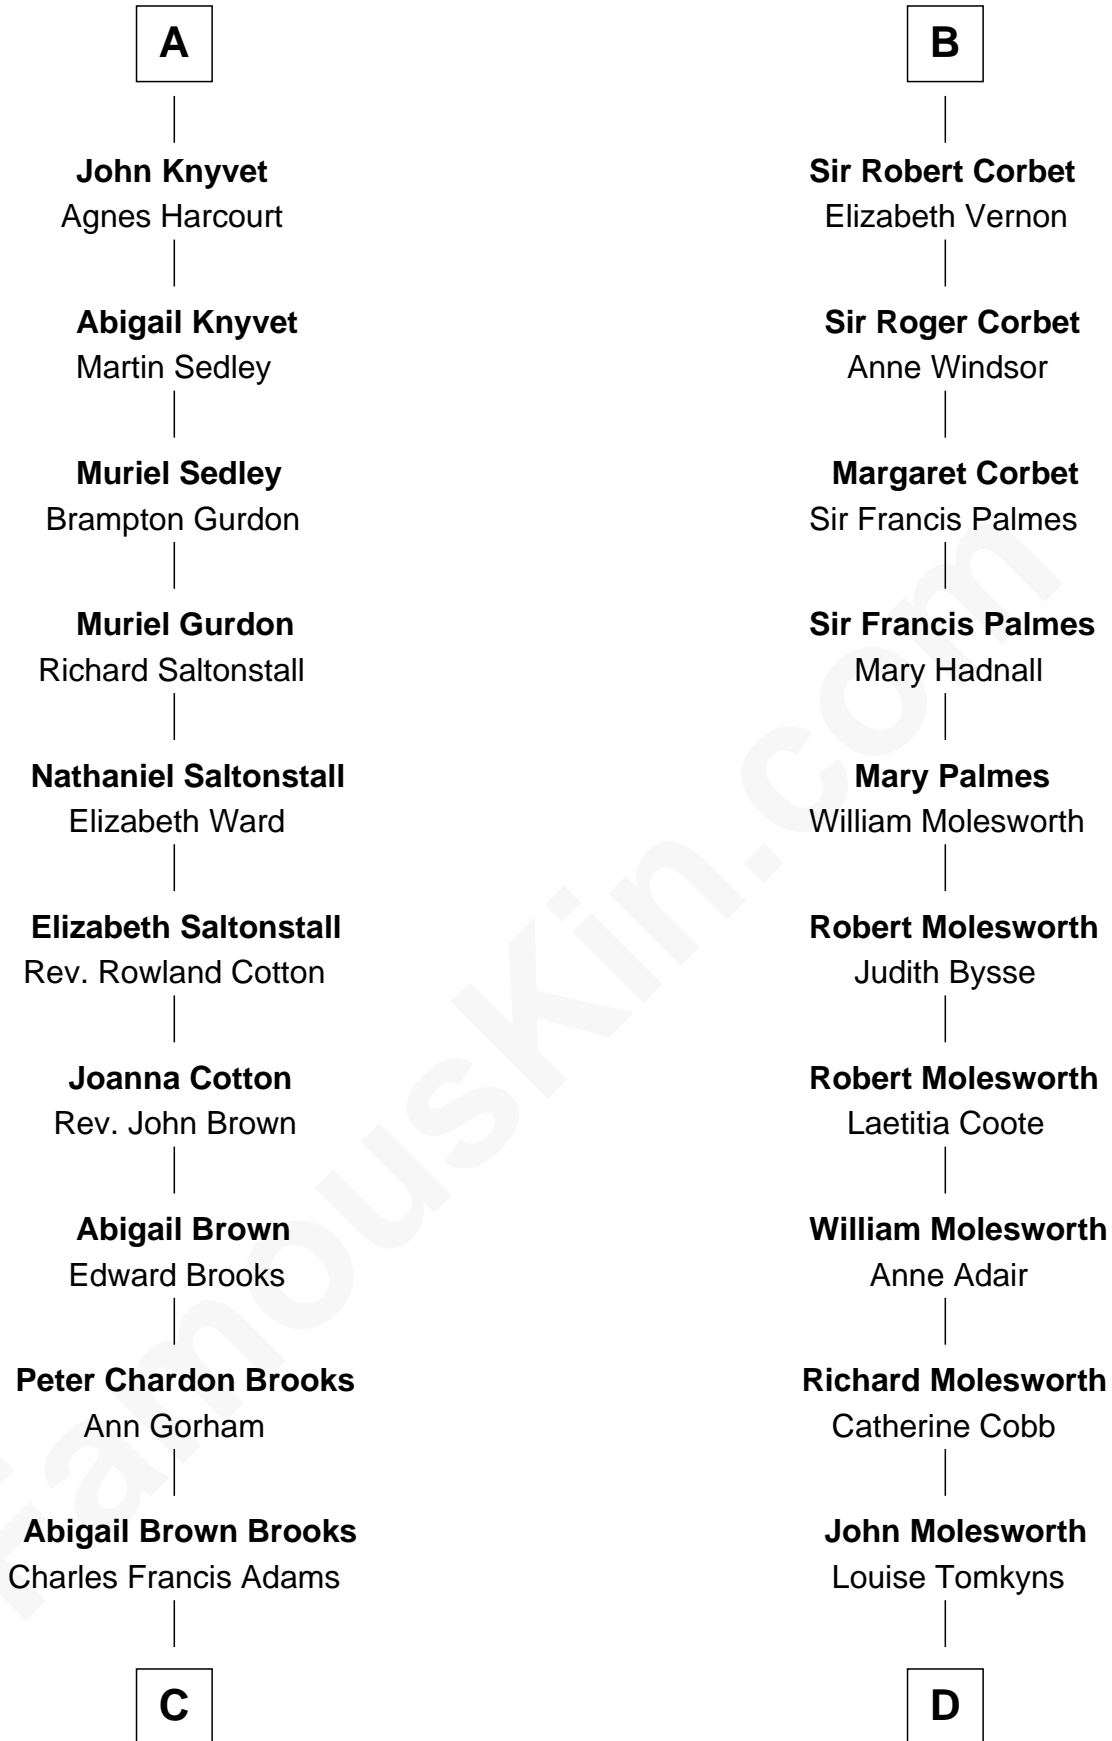 A
John Knyvet
Agnes Harcourt
Abigail Knyvet
Martin Sedley
Muriel Sedley
Brampton Gurdon
Muriel Gurdon
Richard Saltonstall
Nathaniel Saltonstall
Elizabeth Ward
Elizabeth Saltonstall
Rev. Rowland Cotton
Joanna Cotton
Rev. John Brown
Abigail Brown
Edward Brooks
Peter Chardon Brooks
Ann Gorham
Abigail Brown Brooks
Charles Francis Adams
C
B
Sir Robert Corbet
Elizabeth Vernon
Sir Roger Corbet
Anne Windsor
Margaret Corbet
Sir Francis Palmes
Sir Francis Palmes
Mary Hadnall
Mary Palmes
William Molesworth
Robert Molesworth
Judith Bysse
Robert Molesworth
Laetitia Coote
William Molesworth
Anne Adair
Richard Molesworth
Catherine Cobb
John Molesworth
Louise Tomkyns
D
FamousKin.com